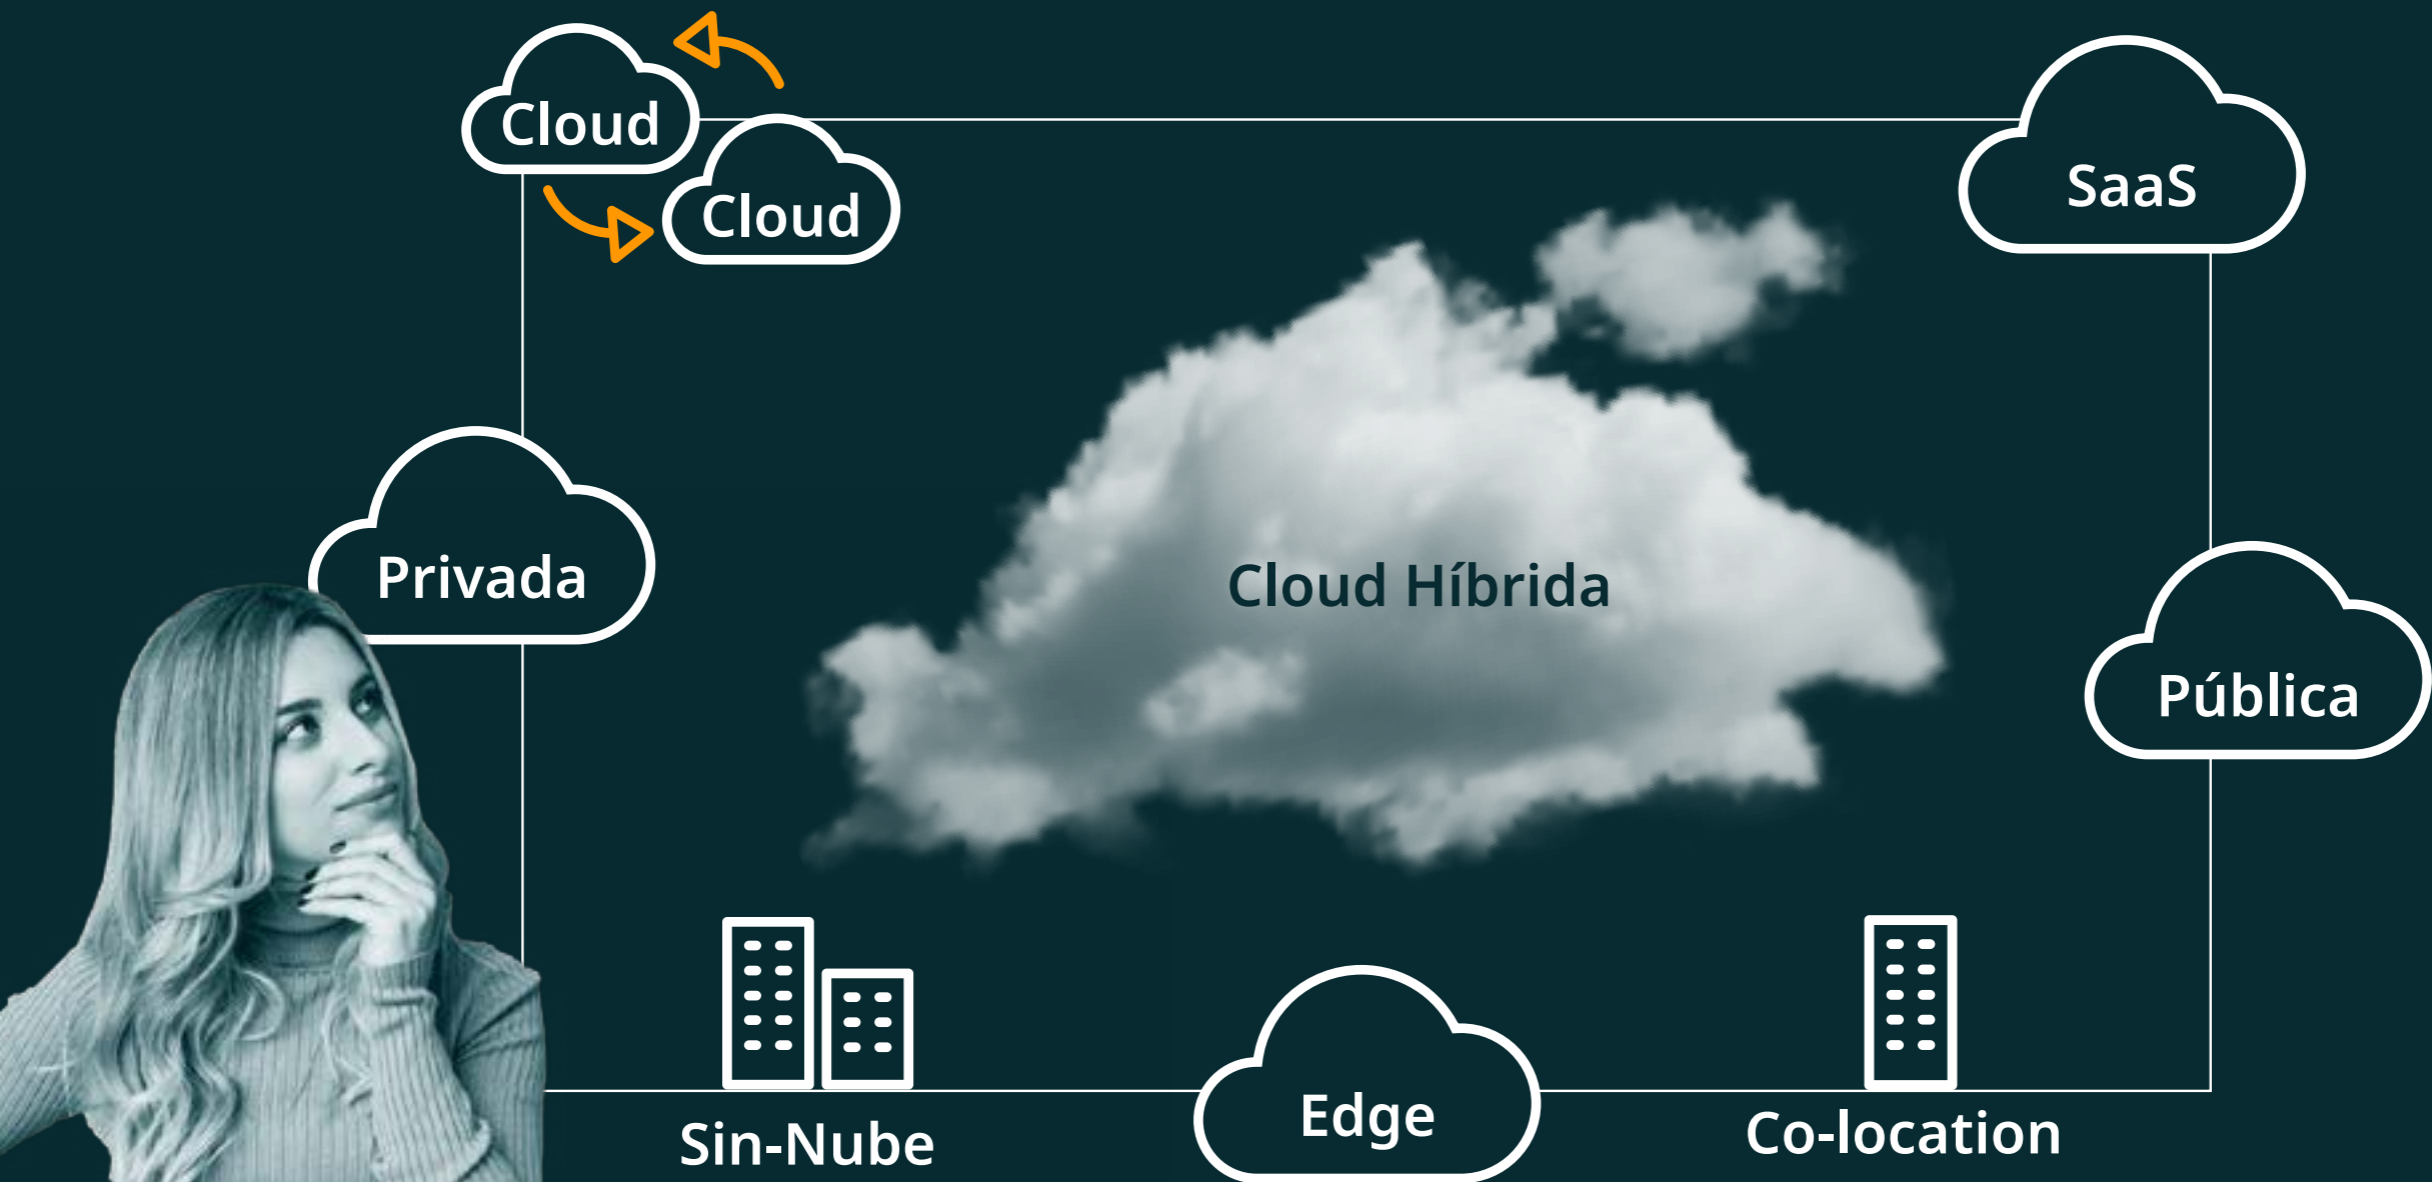 Cloud
Cloud
SaaS
Privada
Cloud Híbrida
Pública
Sin-Nube
Edge
Co-location